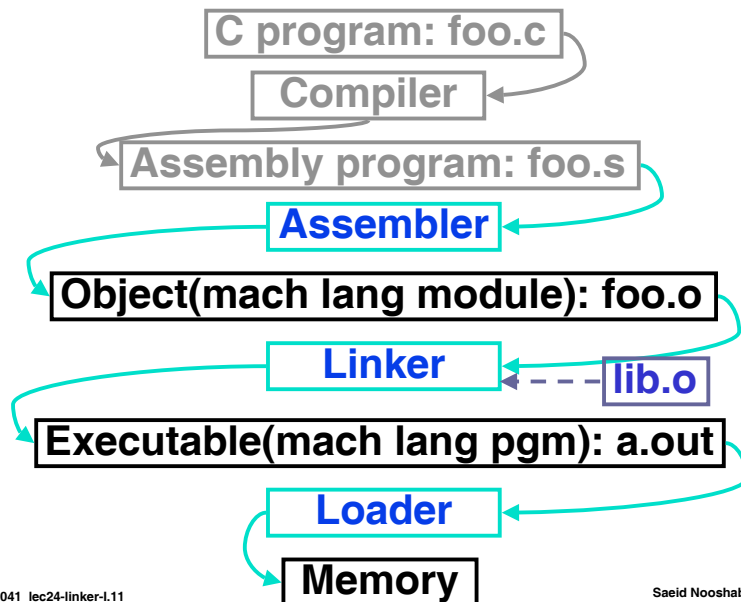 C program: foo.c
Compiler
Assembly program: foo.s
Assembler
Object(mach lang module): foo.o
Linker
lib.o
Executable(mach lang pgm): a.out
Loader
Memory
041 lec24-linker-I.11
Saeid Nooshab